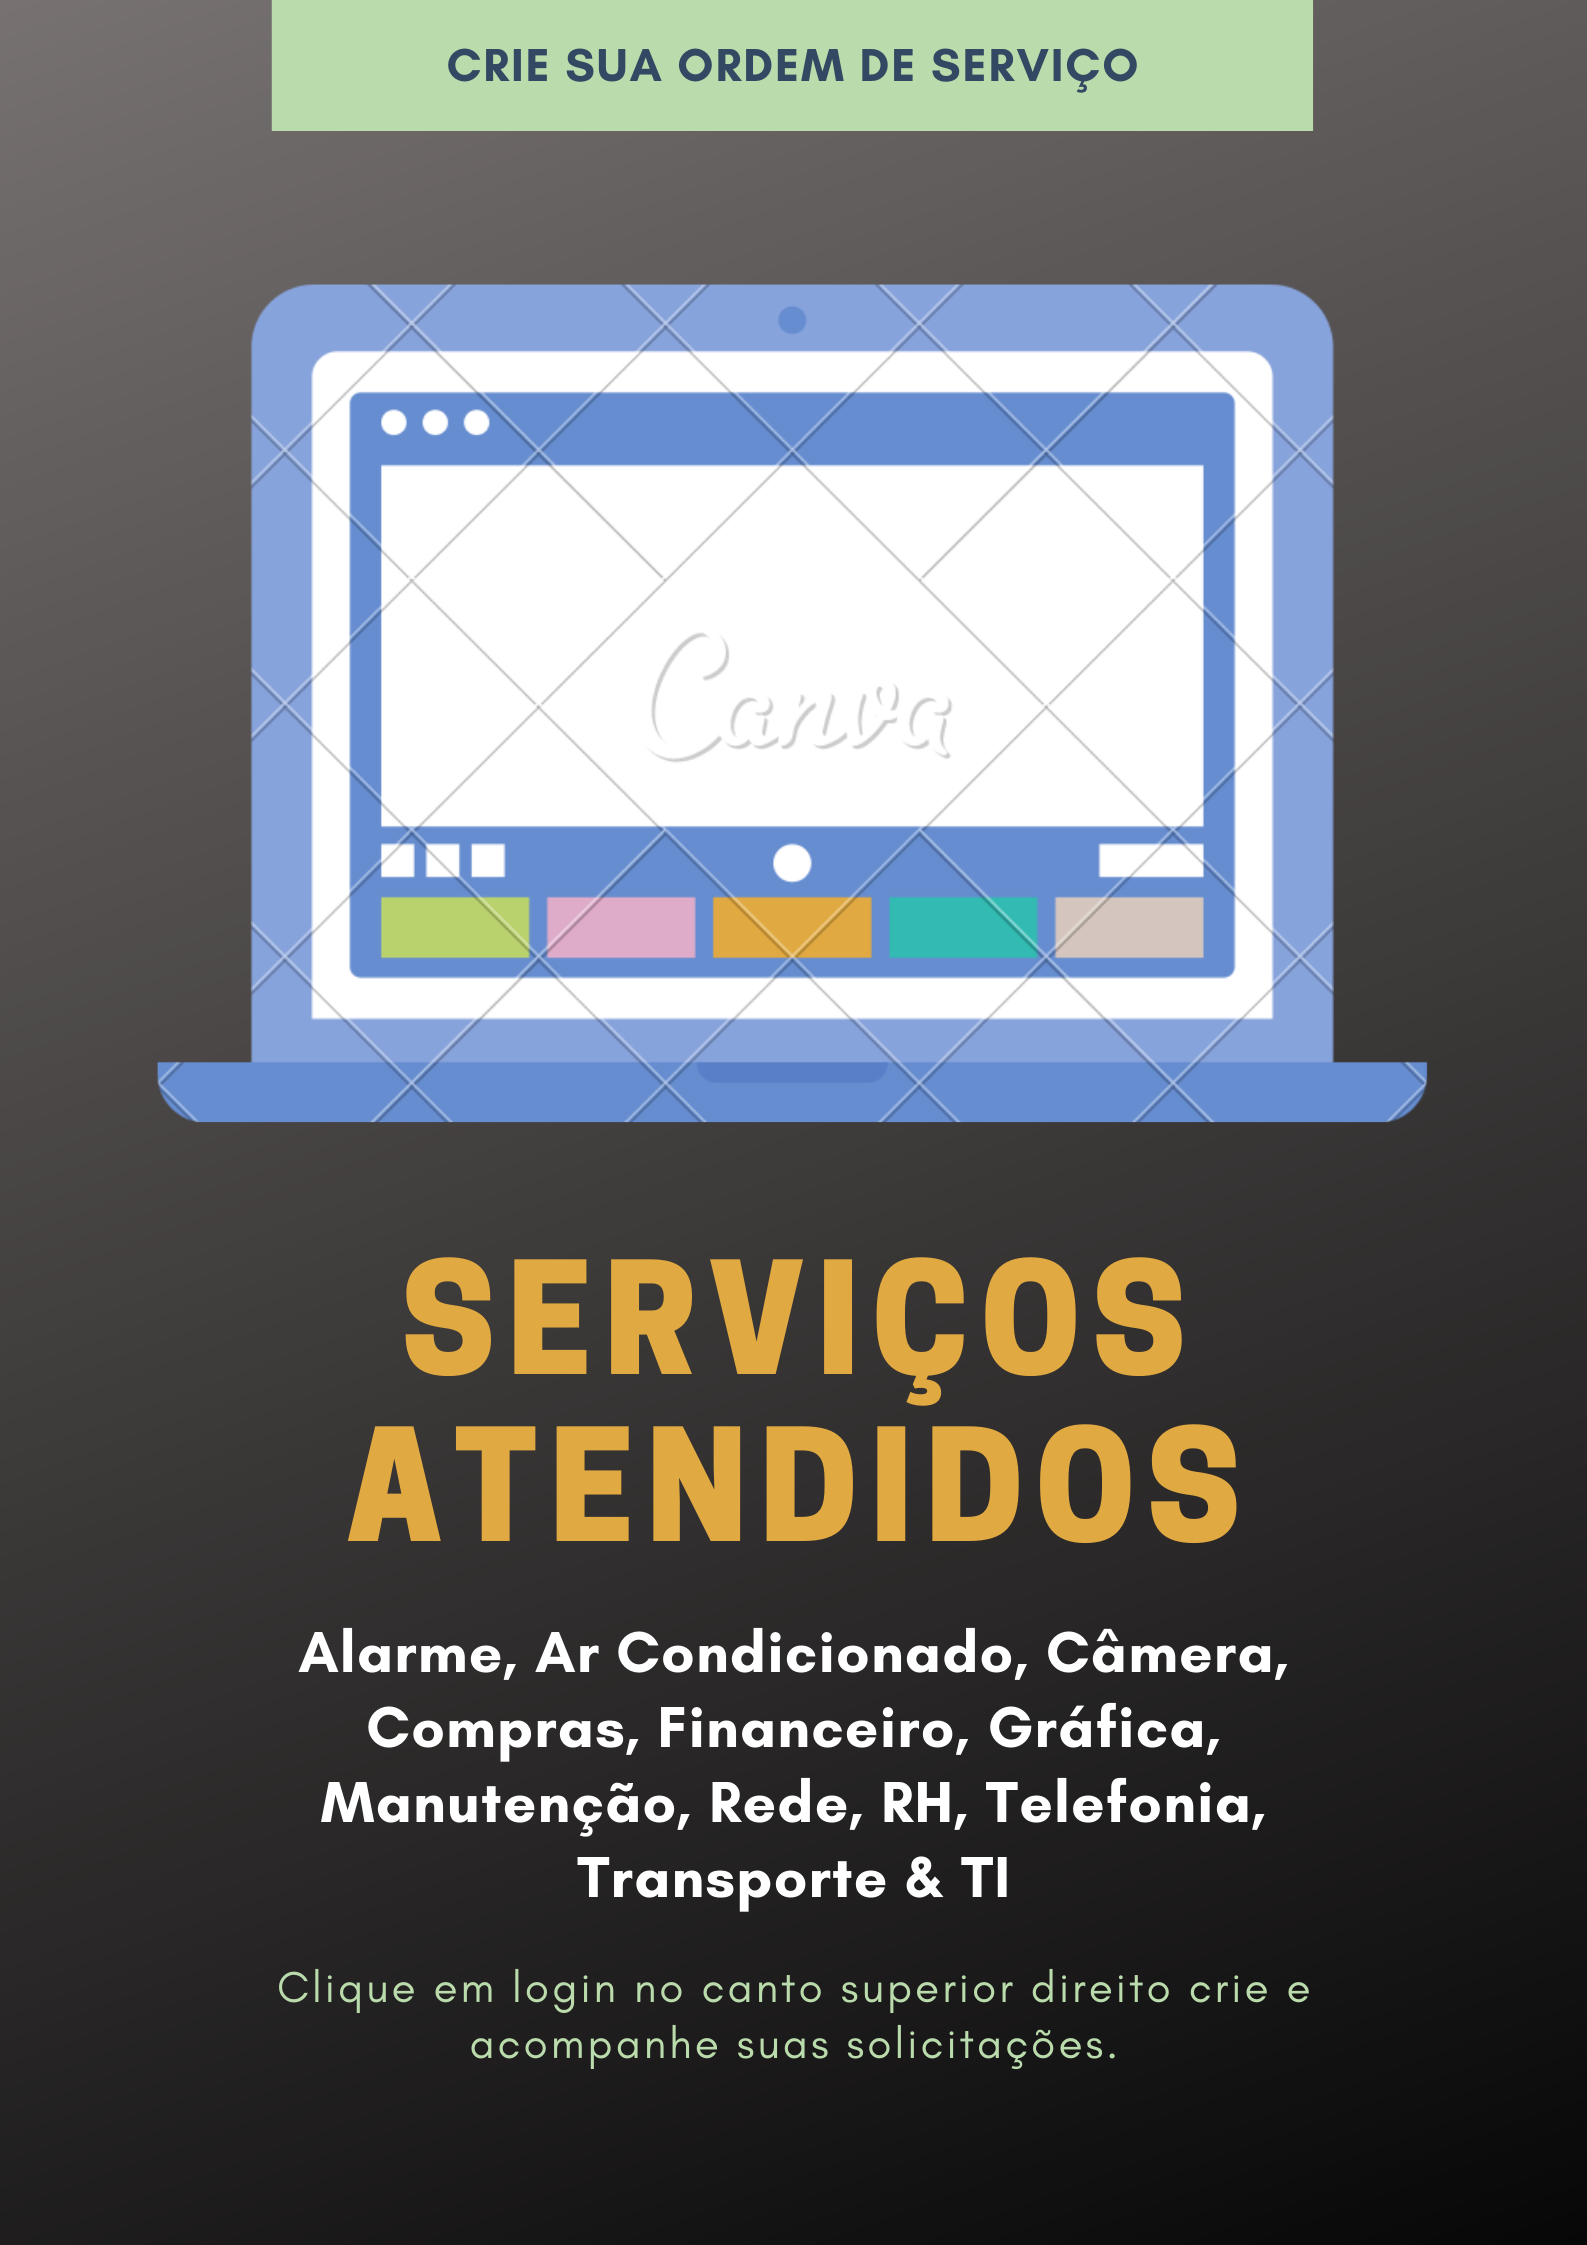 CRIE SUA ORDEM DE SERVIÇO
Canva
SERVIÇOS
ATENDIDOS
Alarme, Ar Condicionado, Câmera,
Compras, Financeiro, Gráfica,
Manutenção, Rede, RH, Telefonia,
Transporte & TI
Clique em login no canto superior direito crie e
acompanhe suas solicitações.